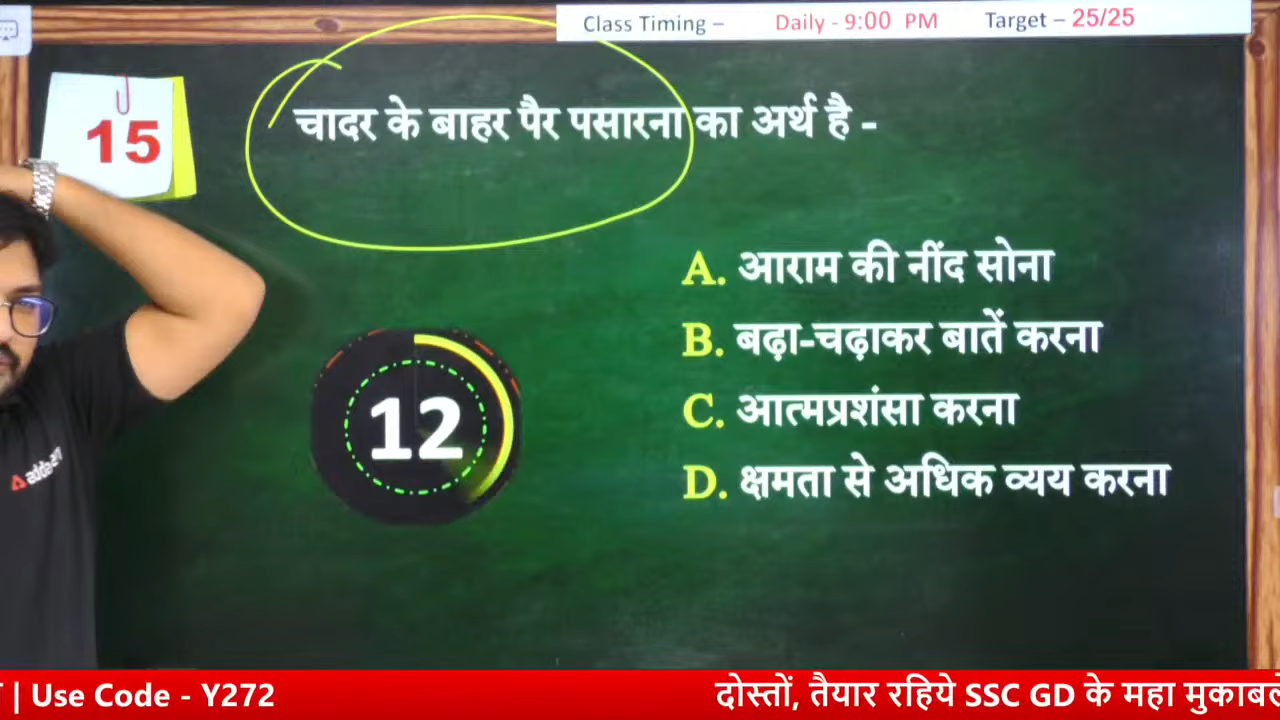 Class Timing – Daily - 9:00 PM Target – 25/25
15
चादर के बाहर पैर पसारना का अर्थ है -
A. आराम की नींद सोना
B. बढ़ा-चढ़ाकर बातें करना
C. आत्मप्रशंसा करना
D. क्षमता से अधिक व्यय करना
12
| Use Code - Y272
दोस्तों, तैयार रहिये SSC GD के महा मुकाबले